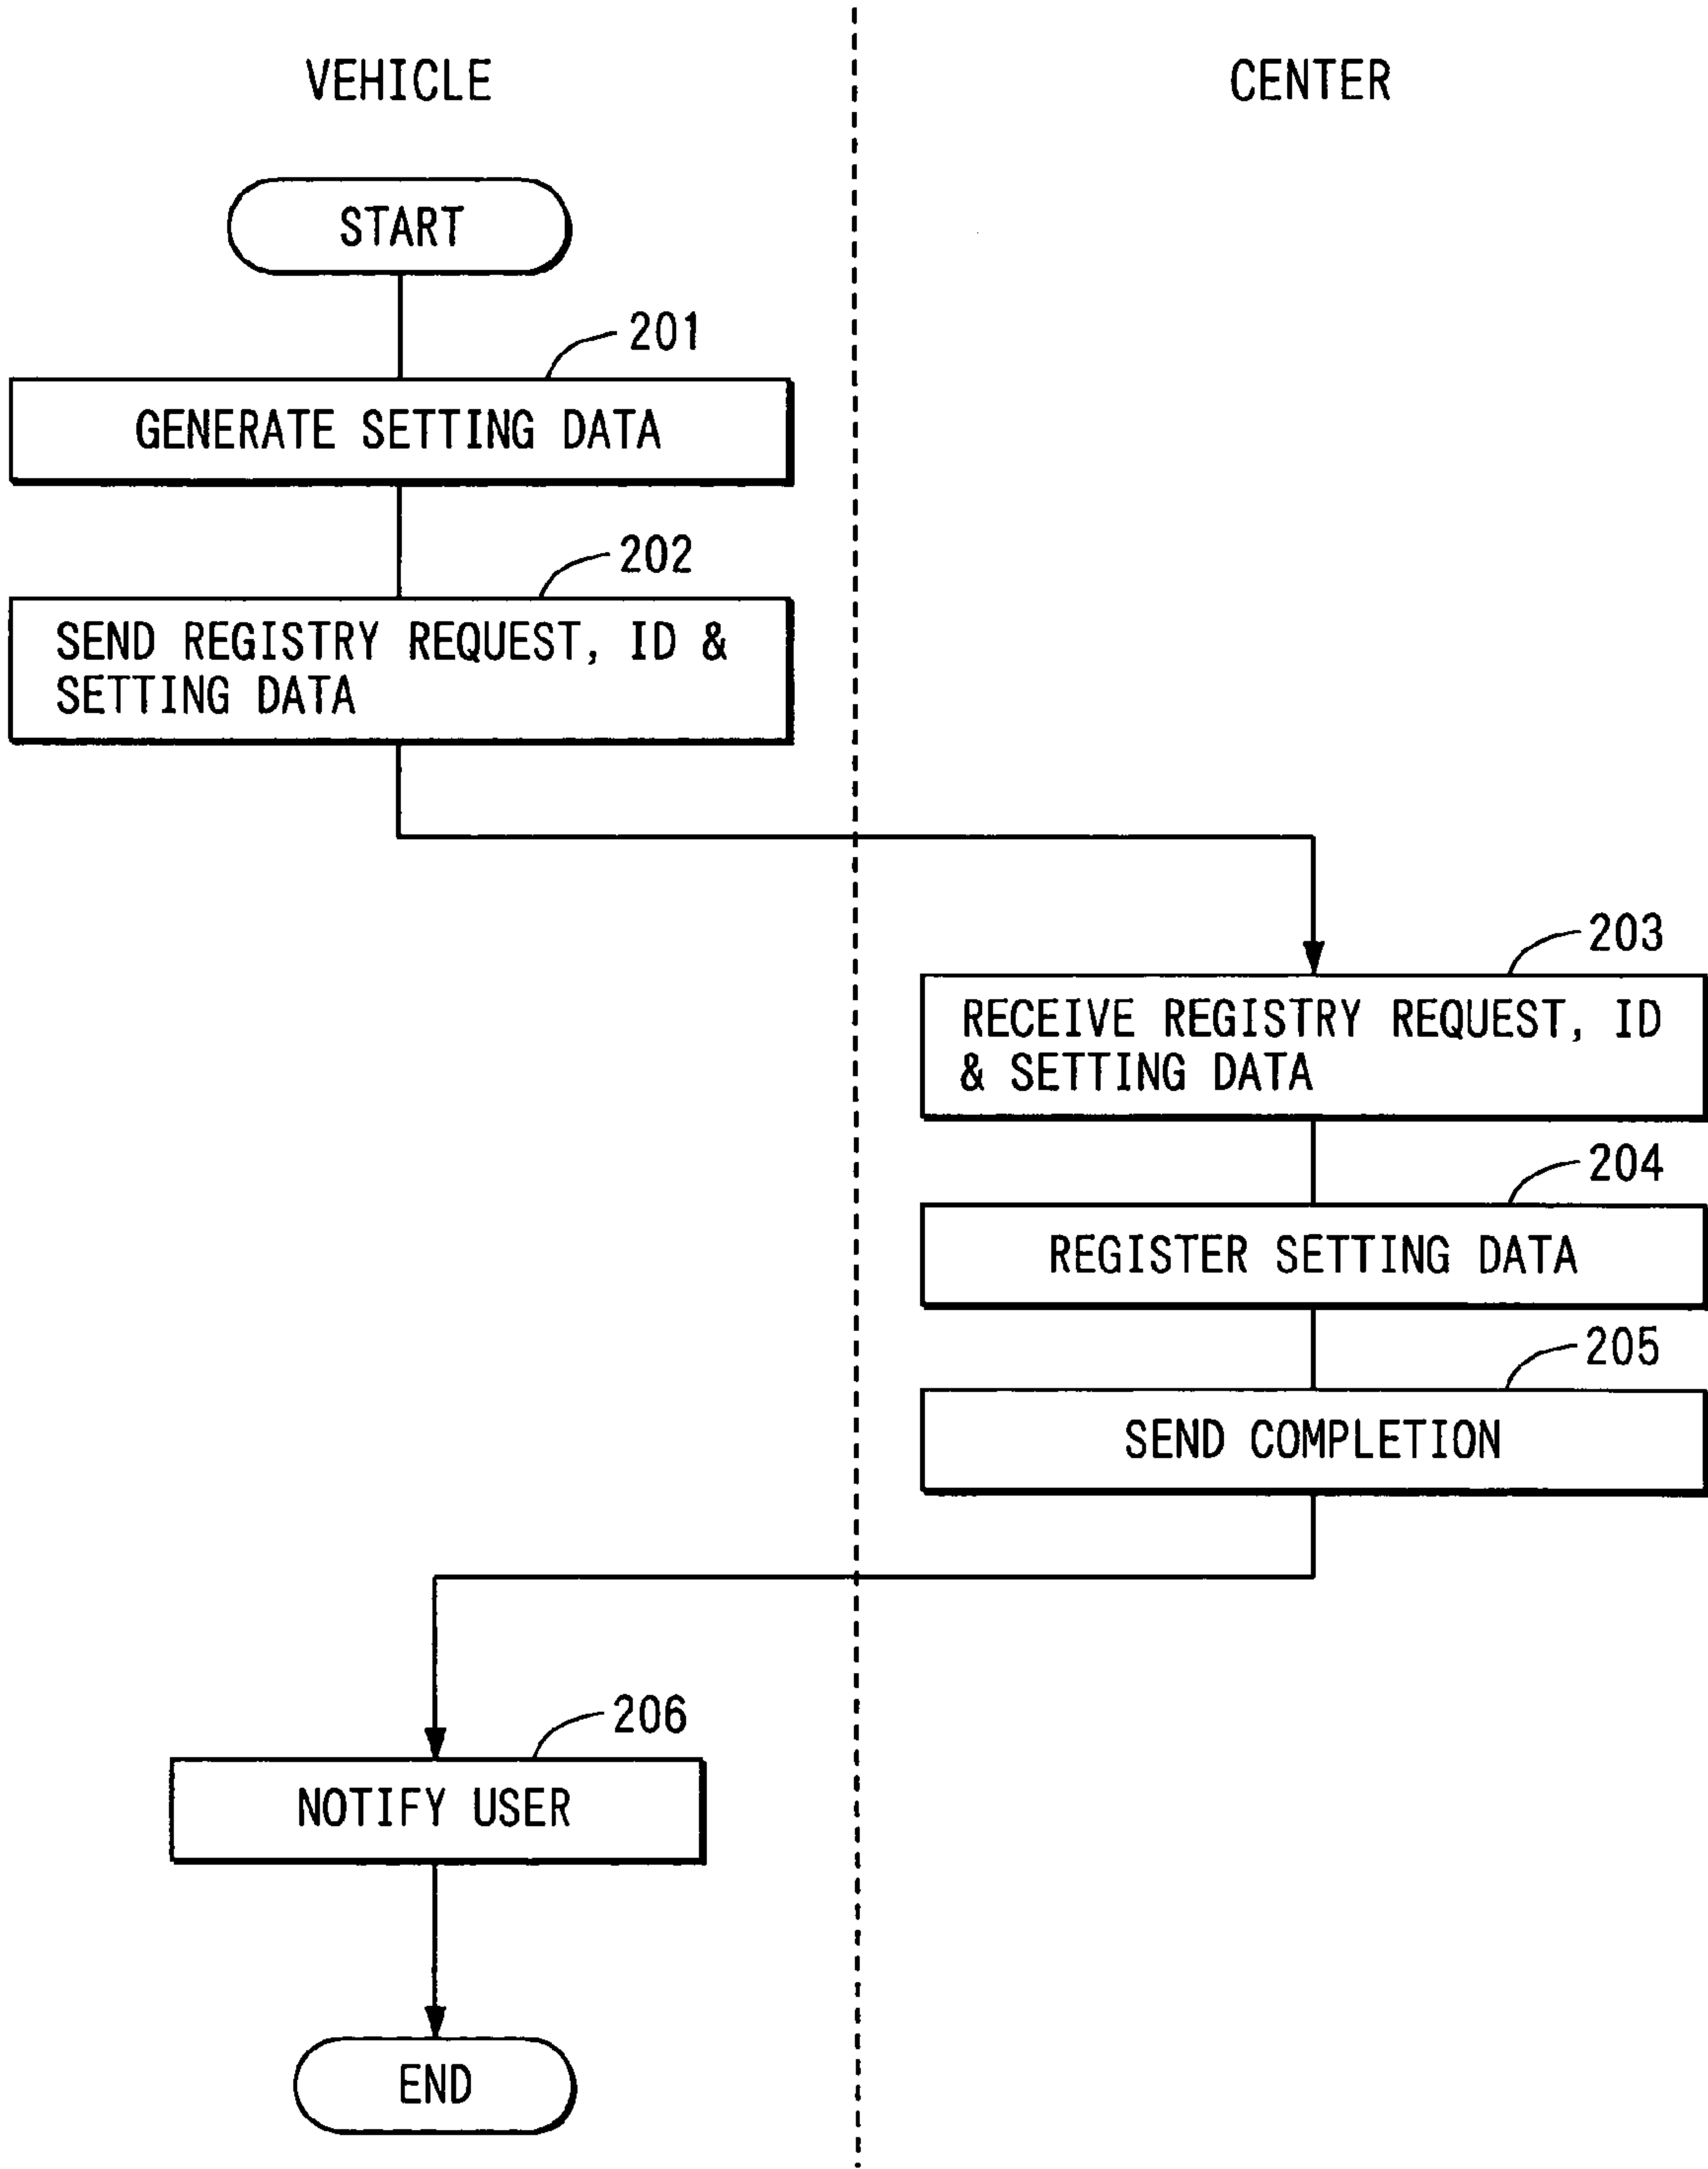 VEHICLE
CENTER
START
201
GENERATE SETTING DATA
202
SEND REGISTRY REQUEST, ID &
SETTING DATA
203
RECEIVE REGISTRY REQUEST, ID
& SETTING DATA
204
REGISTER SETTING DATA
205
SEND COMPLETION
206
NOTIFY USER
END